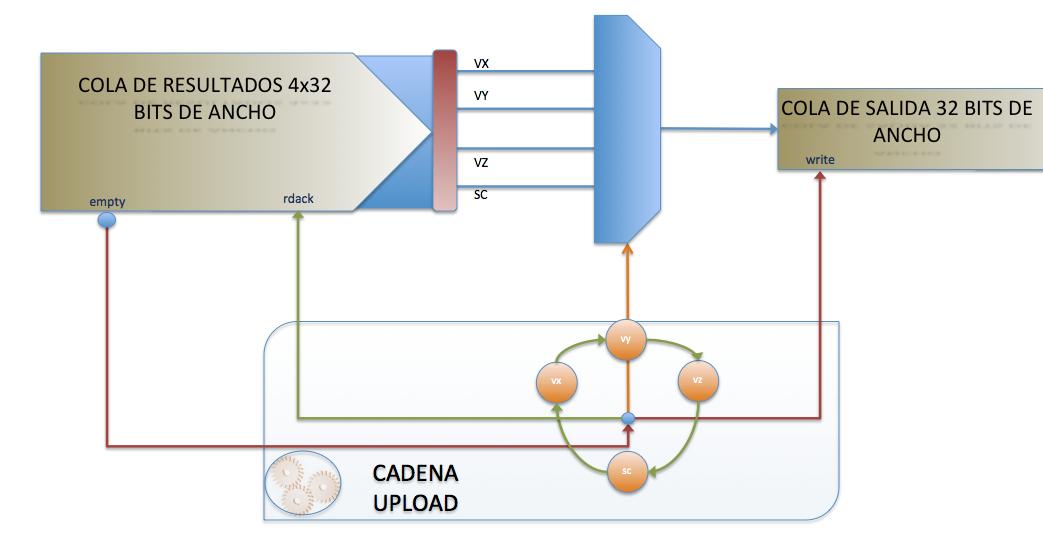 COLA DE RESULTADOS 4x32
BITS DE ANCHO
empty
rdack
VX
VY
VZ
SC
COLA DE SALIDA 32 BITS DE
ANCHO
write
vy
vx
vz
sc
CADENA
UPLOAD